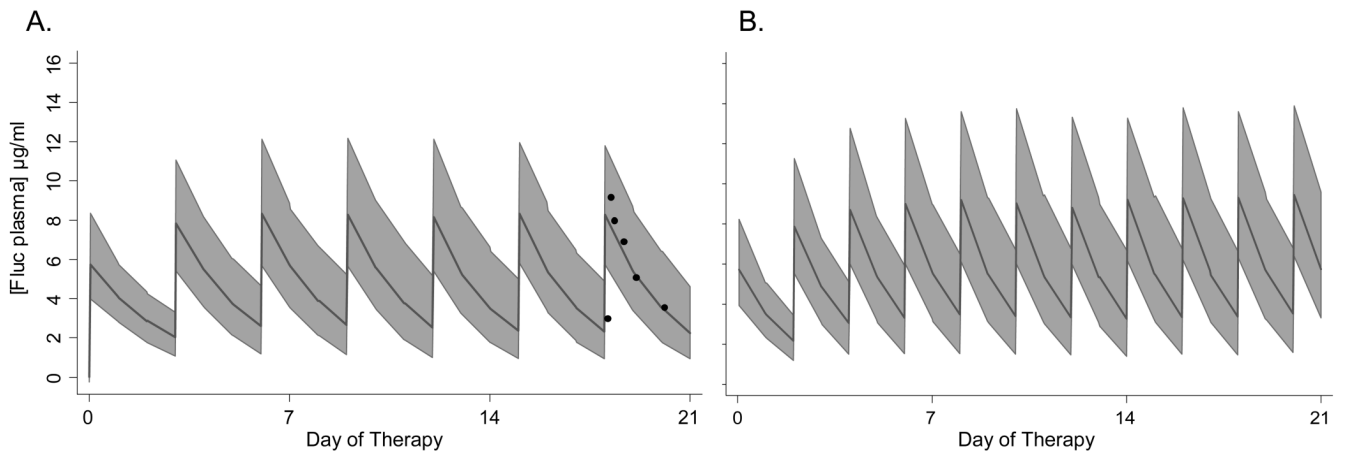 A.
B.
[Fluc plasma] µg/ml
16
14
12
10
8
6
4
2
0
0 7 14 21
Day of Therapy
0 7 14 21
Day of Therapy